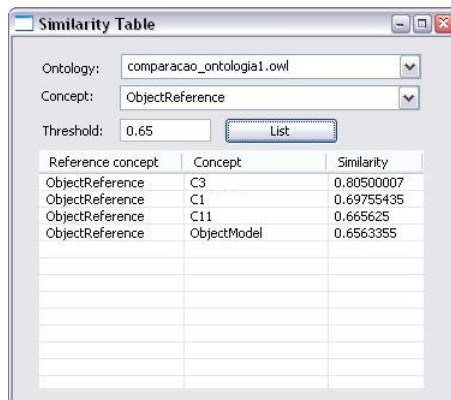 Similarity Table
Ontology: comparacao_ontologia1.owl
Concept: ObjectReference
Threshold: 0.65 List
Reference concept Concept Similarity
ObjectReference C3 0.80500007
ObjectReference C1 0.69755435
ObjectReference C11 0.665625
ObjectReference ObjectModel 0.6563355